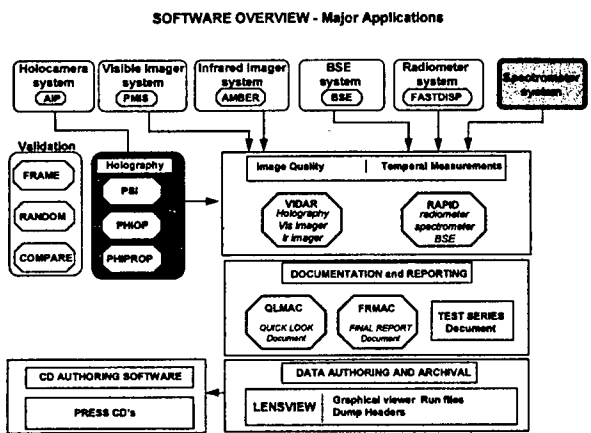 SOFTWARE OVERVIEW - Major Applications
Holocamera system
AIP
Visible Imager system
PMIS
Infrared Imager system
AMBER
BSE system
BSE
Radiometer system
FASTDISP
Spectrometer system
Validation
FRAME
RANDOM
COMPARE
Holography
PSI
PHIOP
PHIPROP
Image Quality | Temporal Measurements
VIDAR
Holography
Vis Imager
Ir Imager
RAPID
radiometer
spectrometer
BSE
DOCUMENTATION and REPORTING
QLMAC
QUICK LOOK
Document
FRMAC
FINAL REPORT
Document
TEST SERIES
Document
CD AUTHORING SOFTWARE
PRESS CD's
DATA AUTHORING AND ARCHIVAL
LENSVIEW
Graphical viewer Run files
Dump Headers